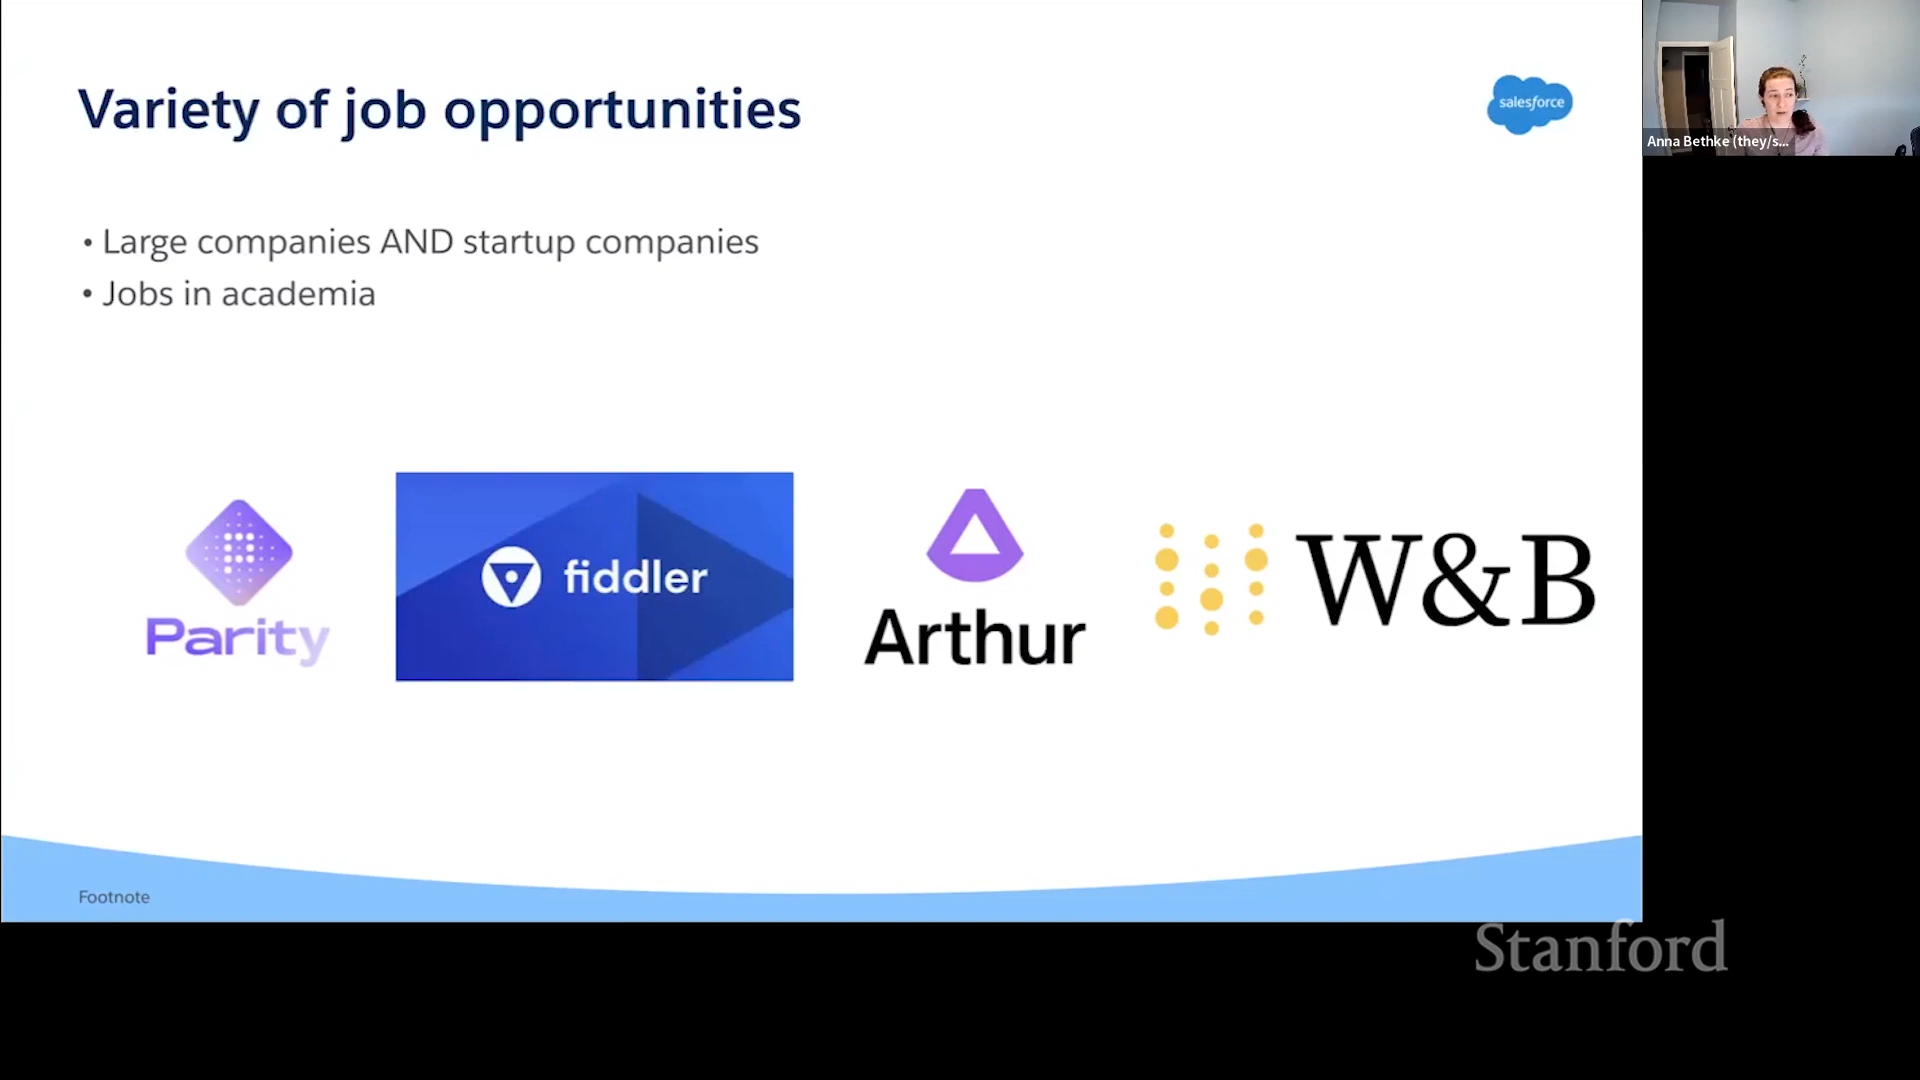 Variety of job opportunities
salesforce
Anna Bethke (they/s...
• Large companies AND startup companies
• Jobs in academia
Parity
fiddler
Arthur
W&B
Footnote
Stanford